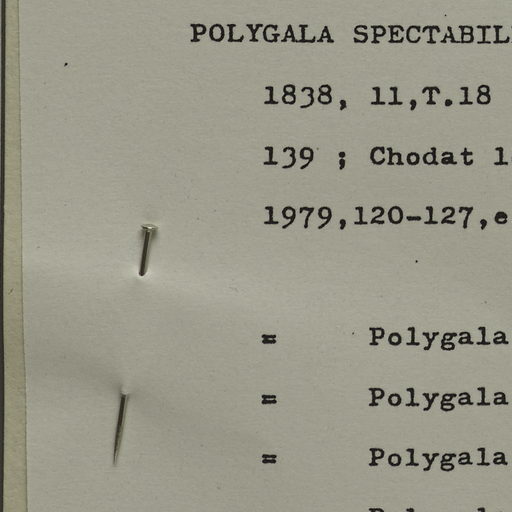 POLYGALA SPECTABIL
1838, 11,T.18
139 ; Chodat 1
1979,120-127,e
= Polygala
= Polygala
= Polygala